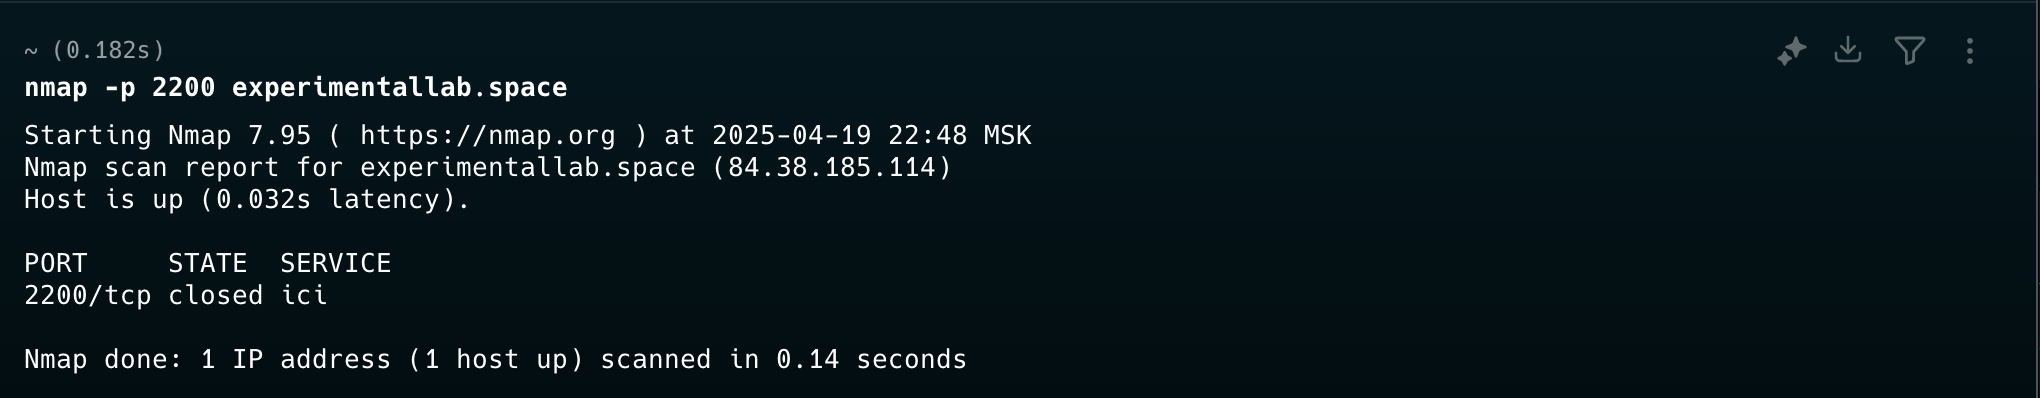 ~ (0.182s)
nmap -p 2200 experimentallab.space
Starting Nmap 7.95 ( https://nmap.org ) at 2025-04-19 22:48 MSK
Nmap scan report for experimentallab.space (84.38.185.114)
Host is up (0.032s latency).
PORT     STATE  SERVICE
2200/tcp closed ici
Nmap done: 1 IP address (1 host up) scanned in 0.14 seconds